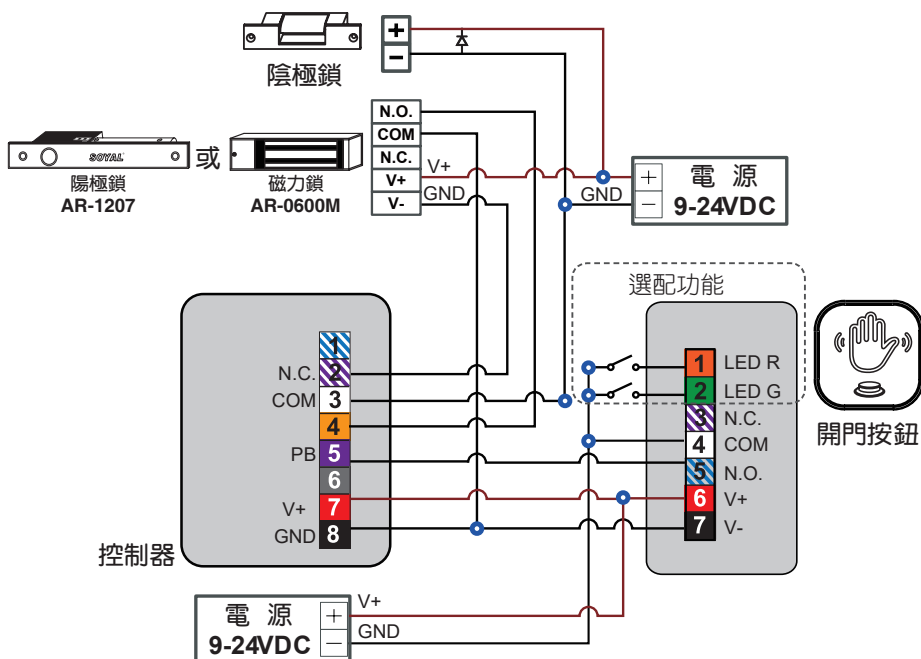 +
−
陰極鎖
N.O.
COM
N.C.
V+
V-
V+
GND
SOYAL
或
陽極鎖
AR-1207
磁力鎖
AR-0600M
GND
+
−
電 源
9-24VDC
選配功能
1
N.C. 2
COM 3
4
PB 5
6
V+ 7
GND 8
控制器
1 LED R
2 LED G
3 N.C.
4 COM
5 N.O.
6 V+
7 V-
開門按鈕
電 源
9-24VDC
+
−
V+
GND